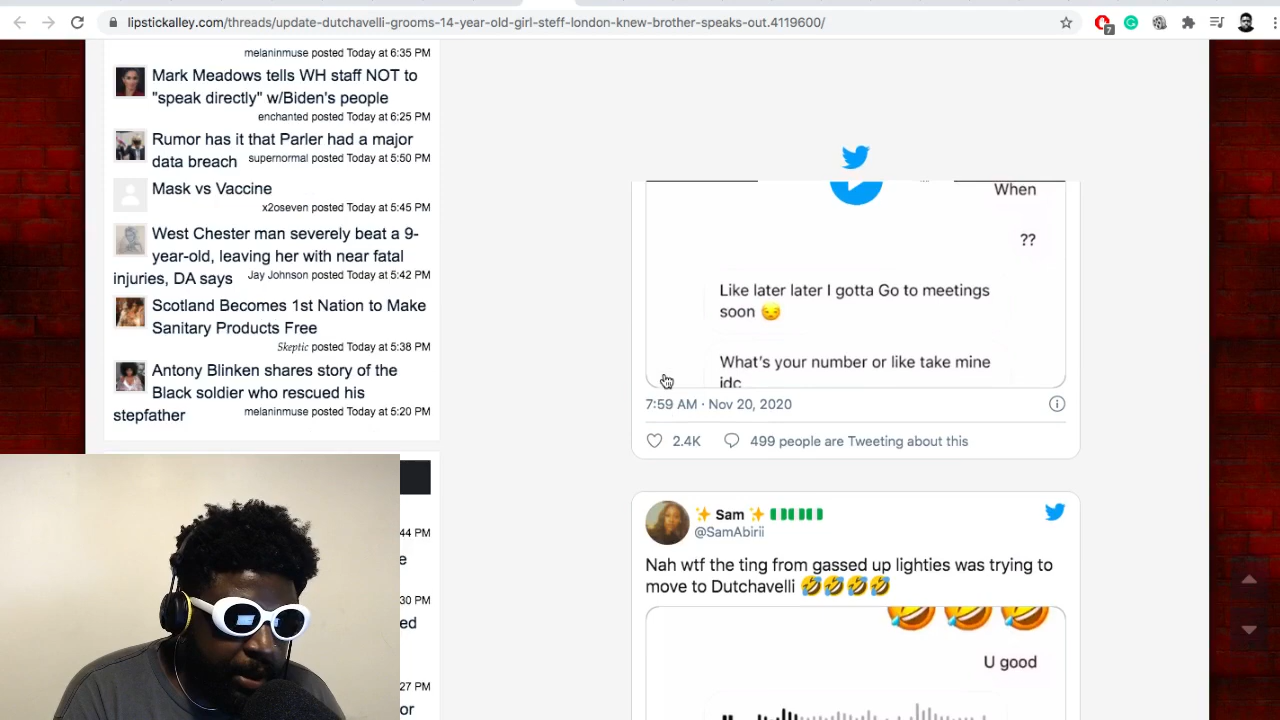 lipstickalley.com/threads/update-dutchavelli-grooms-14-year-old-girl-steff-london-knew-brother-speaks-out.4119600/
7
melaninmuse posted Today at 6:35 PM
Mark Meadows tells WH staff NOT to
"speak directly" w/Biden's people
enchanted posted Today at 6:25 PM
Rumor has it that Parler had a major
data breach supernormal posted Today at 5:50 PM
Mask vs Vaccine
x2oseven posted Today at 5:45 PM
West Chester man severely beat a 9-
year-old, leaving her with near fatal
injuries, DA says Jay Johnson posted Today at 5:42 PM
Scotland Becomes 1st Nation to Make
Sanitary Products Free
Skeptic posted Today at 5:38 PM
Antony Blinken shares story of the
Black soldier who rescued his
stepfather melaninmuse posted Today at 5:20 PM
44 PM
e
30 PM
ed
27 PM
or
When
??
Like later later I gotta Go to meetings
soon 😔
What's your number or like take mine
idc
7:59 AM · Nov 20, 2020
2.4K 499 people are Tweeting about this
✨ Sam ✨
@SamAbirii
Nah wtf the ting from gassed up lighties was trying to
move to Dutchavelli 🤣🤣🤣🤣
🤣🤣🤣
U good